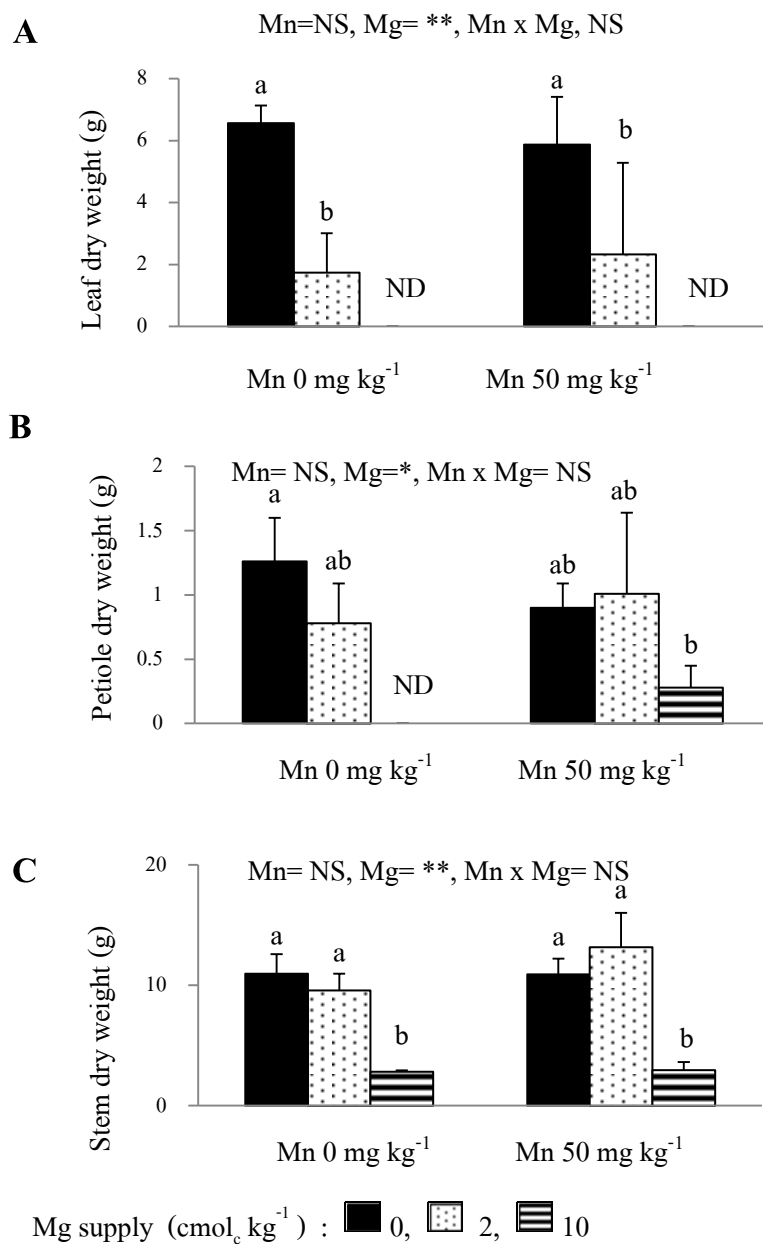 A
Mn=NS, Mg= **, Mn x Mg, NS
Leaf dry weight (g)
8
6
4
2
0
a
b
ND
a
b
ND
Mn 0 mg kg⁻¹
Mn 50 mg kg⁻¹
B
Mn= NS, Mg=*, Mn x Mg= NS
Petiole dry weight (g)
2
1.5
1
0.5
0
a
ab
ND
ab
ab
b
Mn 0 mg kg⁻¹
Mn 50 mg kg⁻¹
C
Mn= NS, Mg= **, Mn x Mg= NS
Stem dry weight (g)
20
10
0
a
a
b
a
a
b
Mn 0 mg kg⁻¹
Mn 50 mg kg⁻¹
Mg supply (cmol_c kg⁻¹) : 0, 2, 10